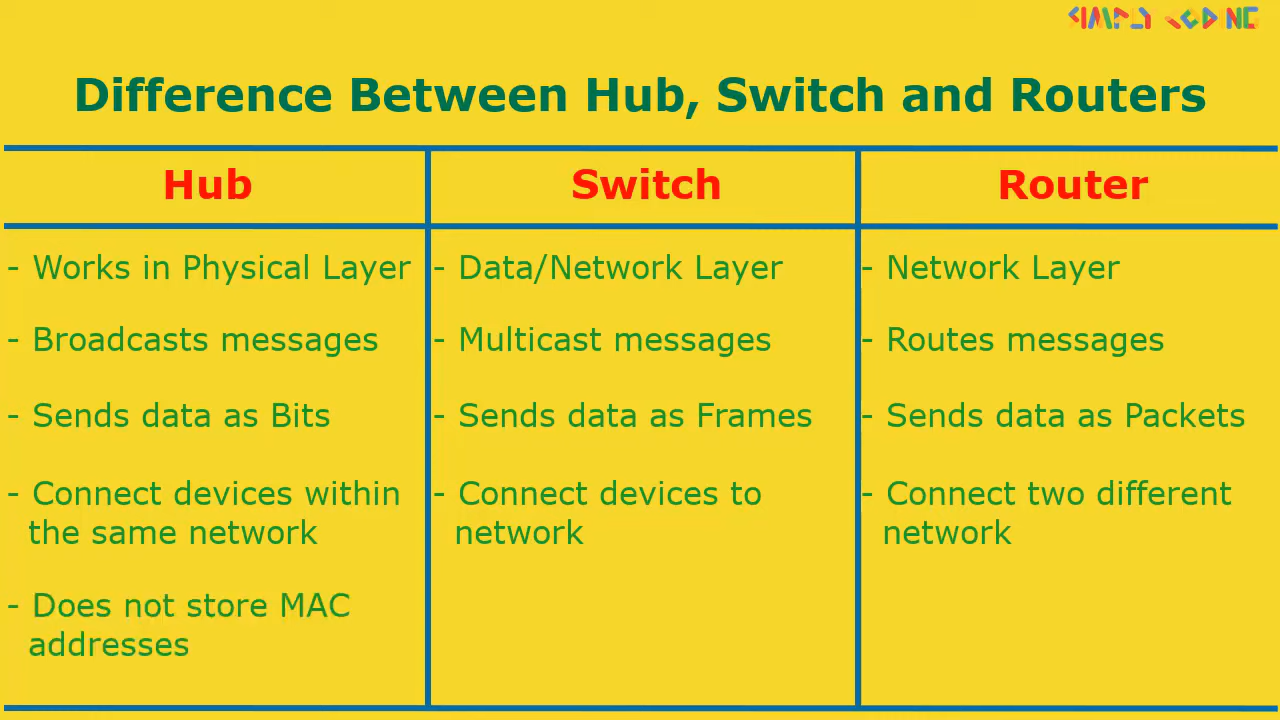 SIMPLY CODING
Difference Between Hub, Switch and Routers
Hub
Switch
Router
- Works in Physical Layer
- Data/Network Layer
- Network Layer
- Broadcasts messages
- Multicast messages
- Routes messages
- Sends data as Bits
- Sends data as Frames
- Sends data as Packets
- Connect devices within
the same network
- Connect devices to
network
- Connect two different
network
- Does not store MAC
addresses